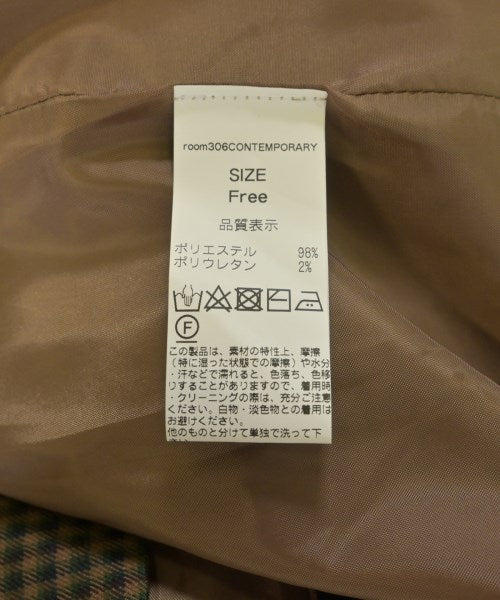 room306CONTEMPORARY
SIZE
Free
品質表示
ポリエステル 98%
ポリウレタン 2%
F
この製品は、素材の特性上、摩擦
(特に湿った状態での摩擦)や水分
・汗などで濡れると、色落ち、色移
りすることがありますので、着用時
・クリーニングの際は、充分ご注意
ください。白物・淡色物との着用は
お避けください。
他のものと分けて単独で洗って下